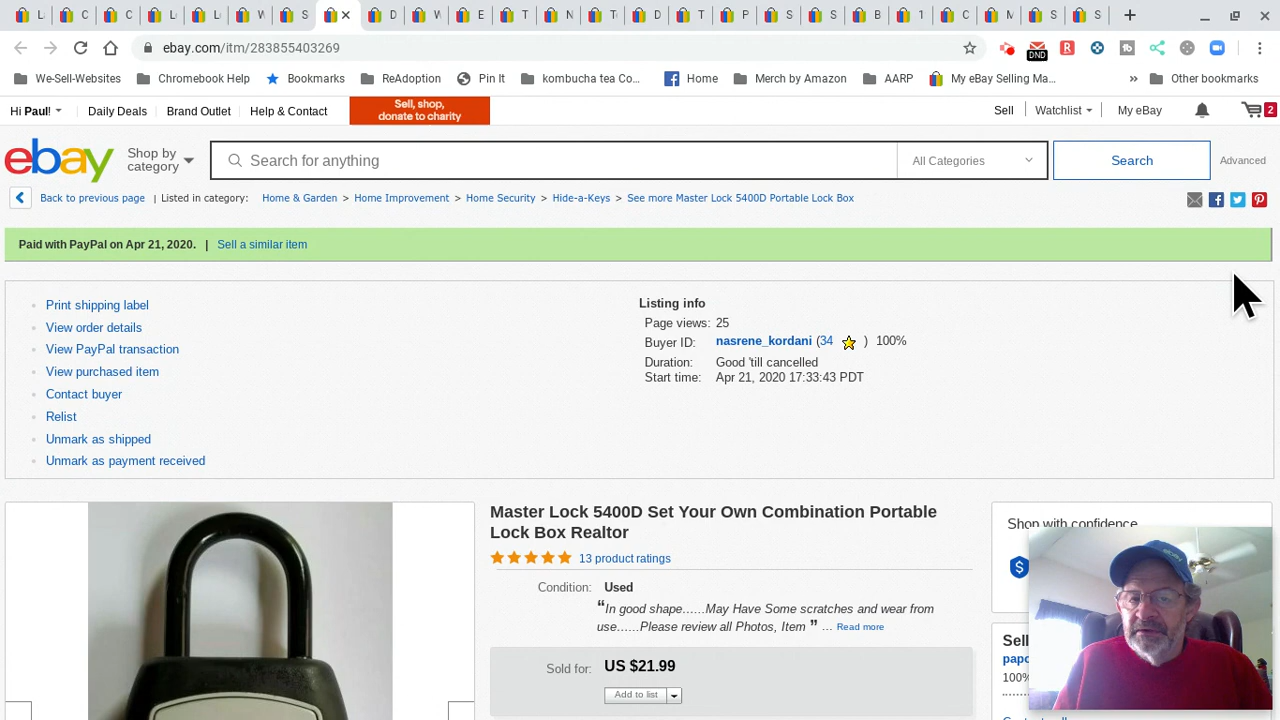 ebay.com/itm/283855403269
DND
We-Sell-Websites
Chromebook Help
Bookmarks
ReAdoption
Pin It
kombucha tea Co...
Home
Merch by Amazon
AARP
My eBay Selling Ma...
»
Other bookmarks
Hi Paul!
Daily Deals
Brand Outlet
Help & Contact
Sell, shop,
donate to charity
Sell
Watchlist
My eBay
2
ebay
Shop by
category
Search for anything
All Categories
Search
Advanced
Back to previous page | Listed in category: Home & Garden > Home Improvement > Home Security > Hide-a-Keys > See more Master Lock 5400D Portable Lock Box
Paid with PayPal on Apr 21, 2020. | Sell a similar item
Print shipping label
View order details
View PayPal transaction
View purchased item
Contact buyer
Relist
Unmark as shipped
Unmark as payment received
Listing info
Page views: 25
Buyer ID: nasrene_kordani (34 ) 100%
Duration: Good 'till cancelled
Start time: Apr 21, 2020 17:33:43 PDT
Master Lock 5400D Set Your Own Combination Portable
Lock Box Realtor
13 product ratings
Condition: Used
“In good shape……May Have Some scratches and wear from
use……Please review all Photos, Item ” ... Read more
Sold for: US $21.99
Add to list
Shop with confidence